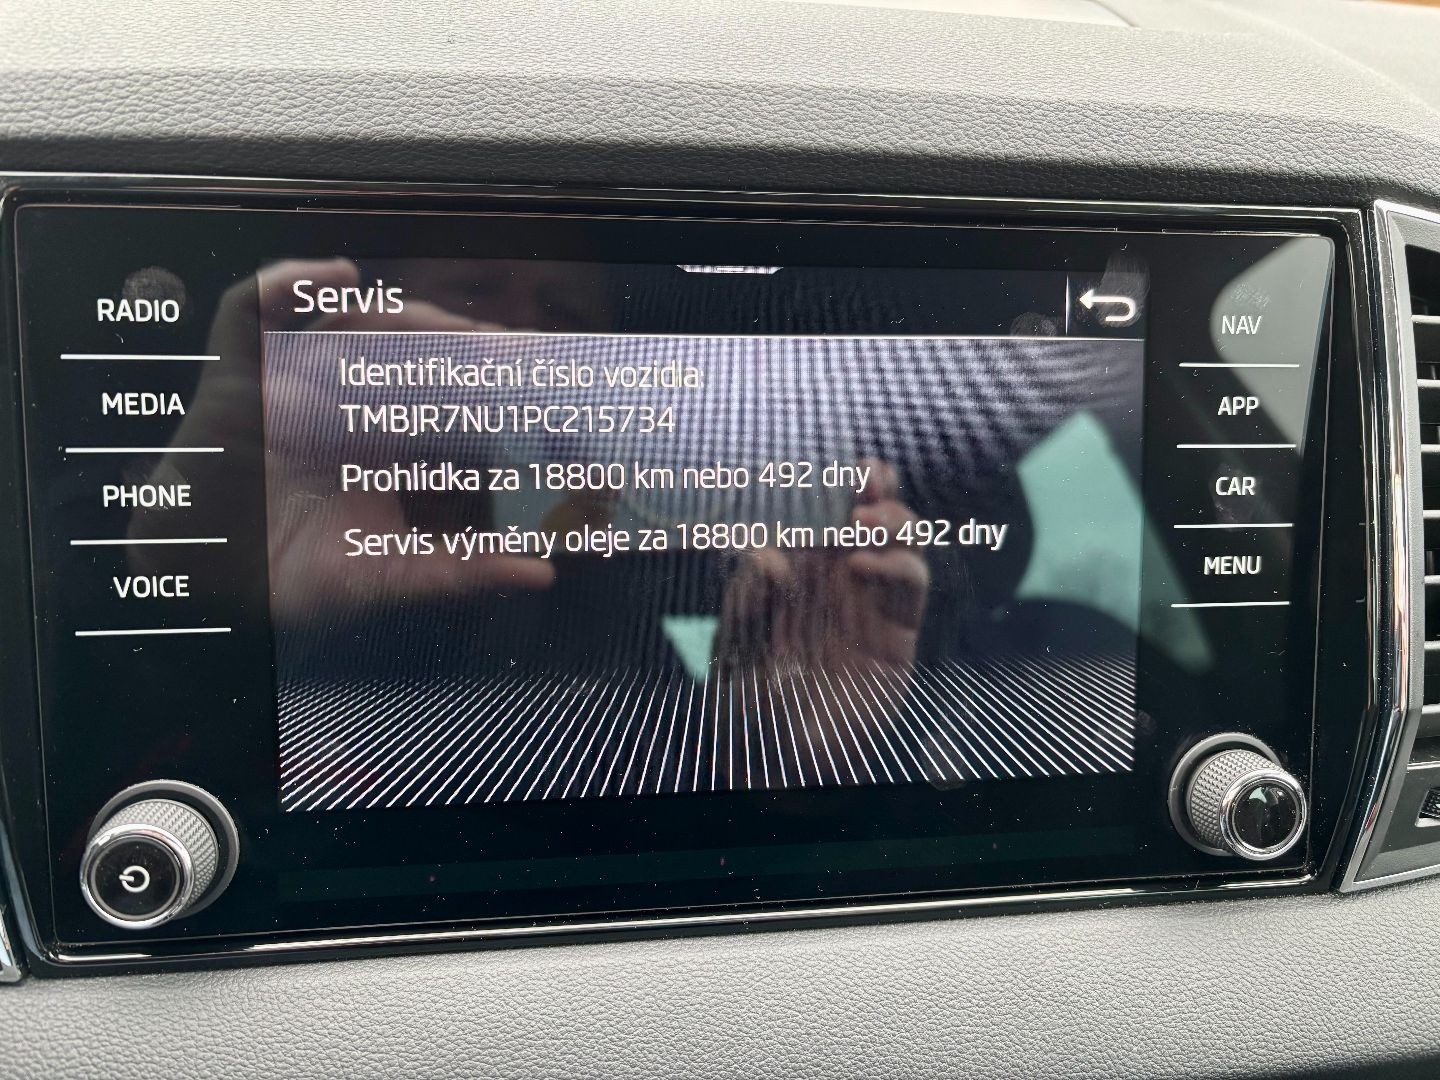 Servis
RADIO
MEDIA
PHONE
VOICE
Identifikační číslo vozidla:
TMBJR7NU1PC215734
Prohlídka za 18800 km nebo 492 dny
Servis výměny oleje za 18800 km nebo 492 dny
NAV
APP
CAR
MENU